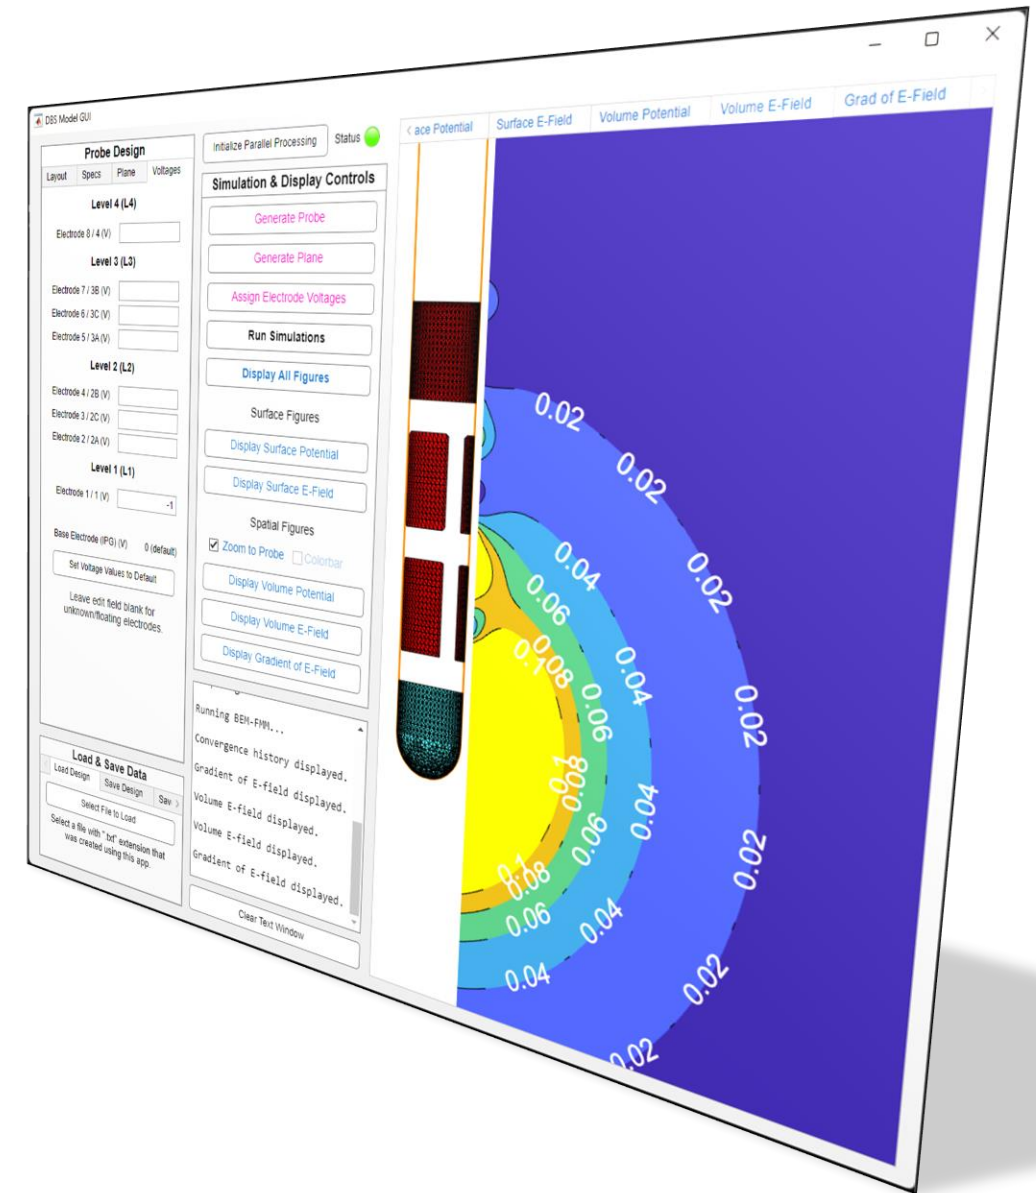 DBS Model GUI
Probe Design
Layout Specs Plane Voltages
Level 4 (L4)
Electrode 8 / 4 (V)
Level 3 (L3)
Electrode 7 / 3B (V)
Electrode 6 / 3C (V)
Electrode 5 / 3A (V)
Level 2 (L2)
Electrode 4 / 2B (V)
Electrode 3 / 2C (V)
Electrode 2 / 2A (V)
Level 1 (L1)
Electrode 1 / 1 (V) -1
Base Electrode (IPG) (V) 0 (default)
Set Voltage Values to Default
Leave edit field blank for
unknown/floating electrodes.
Load & Save Data
Load Design Save Design Sav
Select File to Load
Select a file with ".txt" extension that
was created using this app.
Initialize Parallel Processing Status
Simulation & Display Controls
Generate Probe
Generate Plane
Assign Electrode Voltages
Run Simulations
Display All Figures
Surface Figures
Display Surface Potential
Display Surface E-Field
Spatial Figures
Zoom to Probe Colorbar
Display Volume Potential
Display Volume E-Field
Display Gradient of E-Field
Running BEM-FMM...
Convergence history displayed.
Gradient of E-field displayed.
Volume E-field displayed.
Volume E-field displayed.
Gradient of E-field displayed.
Clear Text Window
ace Potential Surface E-Field Volume Potential Volume E-Field Grad of E-Field
0.02
0.02
0.04
0.02
0.06
0.08
0.1
0.04
0.06
0.02
0.1
0.08
0.04
0.06
0.02
0.1
0.08
0.06
0.04
0.04
0.02
0.02